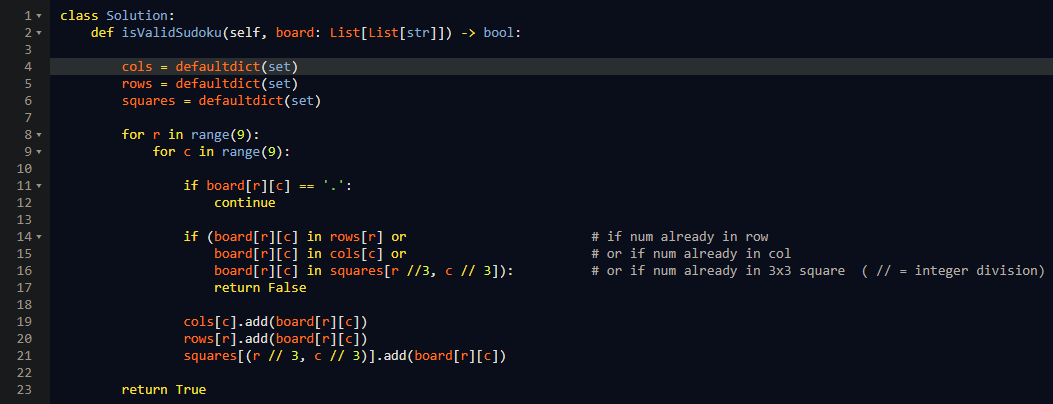 1 class Solution:
2     def isValidSudoku(self, board: List[List[str]]) -> bool:
3
4         cols = defaultdict(set)
5         rows = defaultdict(set)
6         squares = defaultdict(set)
7
8         for r in range(9):
9             for c in range(9):
10
11                 if board[r][c] == '.':
12                     continue
13
14                 if (board[r][c] in rows[r] or                        # if num already in row
15                     board[r][c] in cols[c] or                        # or if num already in col
16                     board[r][c] in squares[r //3, c // 3]):          # or if num already in 3x3 square  ( // = integer division)
17                     return False
18
19                 cols[c].add(board[r][c])
20                 rows[r].add(board[r][c])
21                 squares[(r // 3, c // 3)].add(board[r][c])
22
23         return True